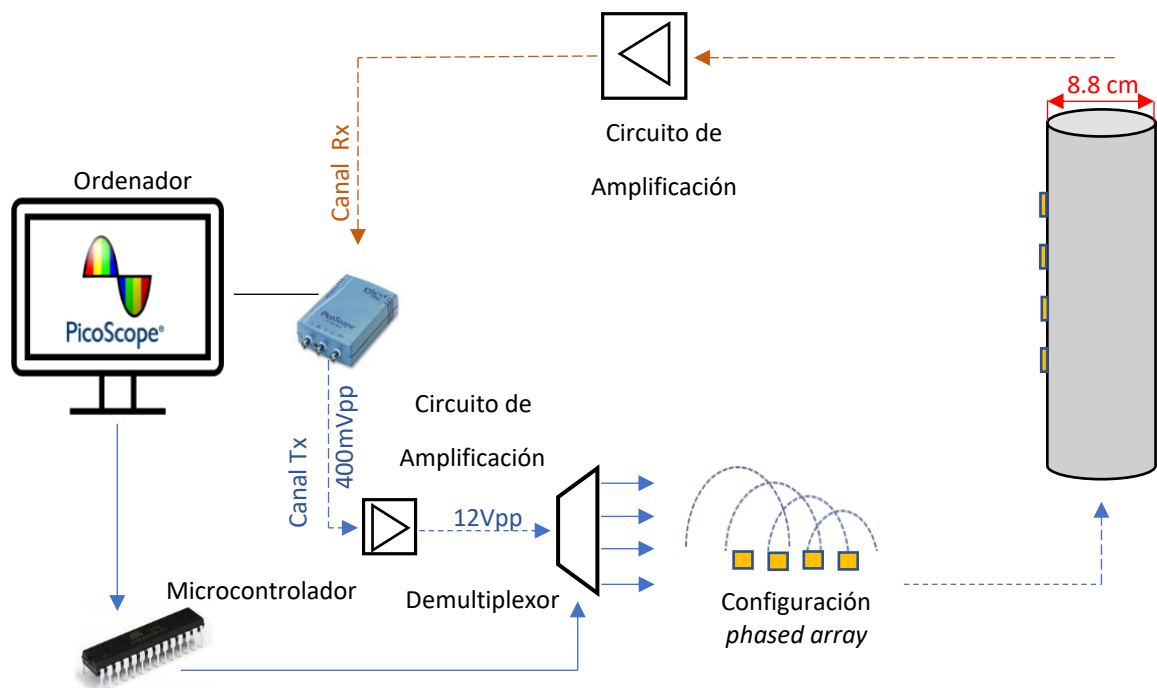 8.8 cm
Circuito de
Amplificación
Canal Rx
Ordenador
PicoScope®
PicoScope
Circuito de
Amplificación
Canal Tx
400mVpp
12Vpp
Microcontrolador
Demultiplexor
Configuración
phased array